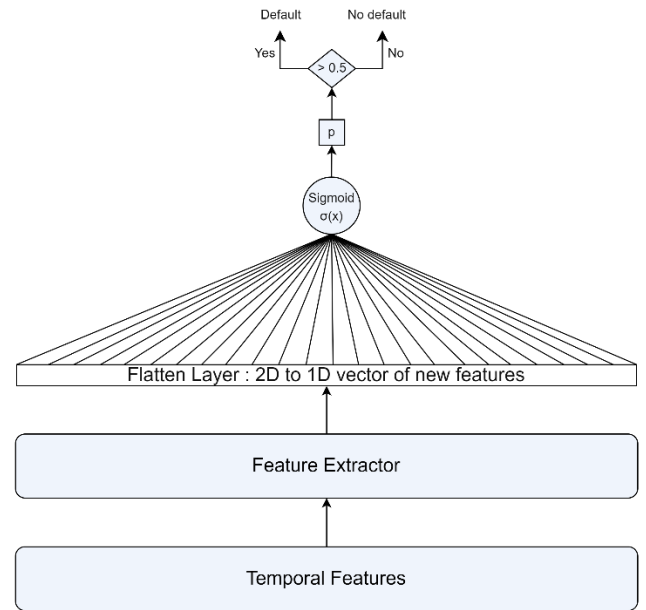 Default
No default
Yes
> 0.5
No
p
Sigmoid
σ(x)
Flatten Layer : 2D to 1D vector of new features
Feature Extractor
Temporal Features